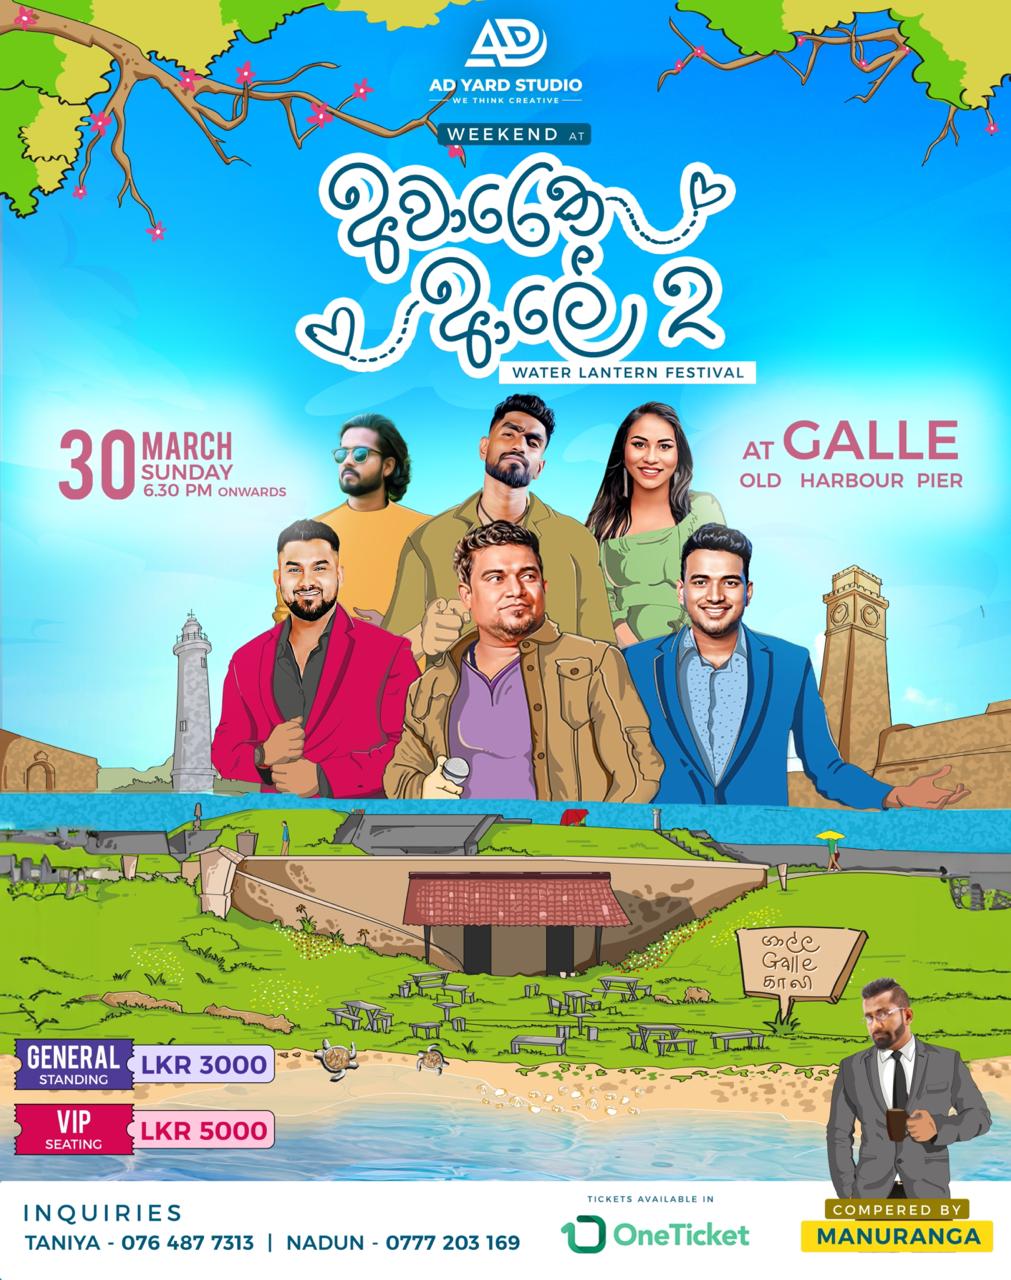 AD
AD YARD STUDIO
WE THINK CREATIVE
WEEKEND AT
2
WATER LANTERN FESTIVAL
30 MARCH
SUNDAY
6.30 PM ONWARDS
AT GALLE
OLD HARBOUR PIER
ගාල්ල
Galle
காலி
GENERAL
STANDING
LKR 3000
VIP
SEATING
LKR 5000
INQUIRIES
TANIYA - 076 487 7313 | NADUN - 0777 203 169
TICKETS AVAILABLE IN
OneTicket
COMPERED BY
MANURANGA